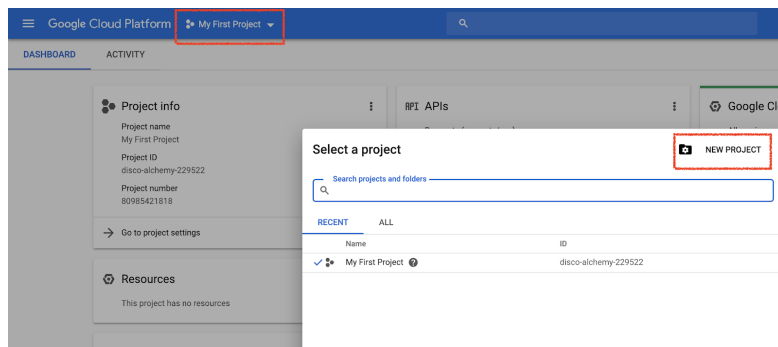 Google Cloud Platform My First Project
DASHBOARD ACTIVITY
Project info
Project name
My First Project
Project ID
disco-alchemy-229522
Project number
80985421818
Go to project settings
Resources
This project has no resources
API APIs
Google Cl
Select a project
NEW PROJECT
Search projects and folders
RECENT ALL
Name ID
My First Project disco-alchemy-229522